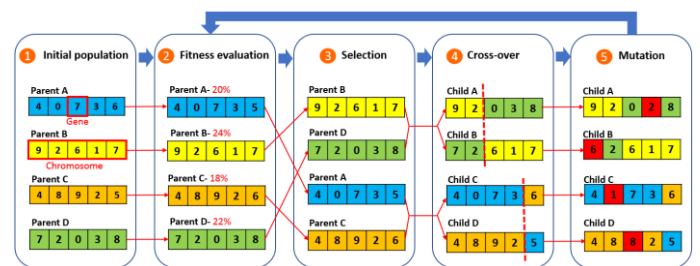 1 Initial population
Parent A
4 0 7 3 6
Gene
Parent B
9 2 6 1 7
Chromosome
Parent C
4 8 9 2 5
Parent D
7 2 0 3 8
2 Fitness evaluation
Parent A- 20%
4 0 7 3 5
Parent B- 24%
9 2 6 1 7
Parent C- 18%
4 8 9 2 6
Parent D- 22%
7 2 0 3 8
3 Selection
Parent B
9 2 6 1 7
Parent D
7 2 0 3 8
Parent A
4 0 7 3 5
Parent C
4 8 9 2 6
4 Cross-over
Child A
9 2 0 3 8
Child B
7 2 6 1 7
Child C
4 0 7 3 6
Child D
4 8 9 2 5
5 Mutation
Child A
9 2 0 2 8
Child B
6 2 6 1 7
Child C
4 1 7 3 6
Child D
4 8 8 2 5